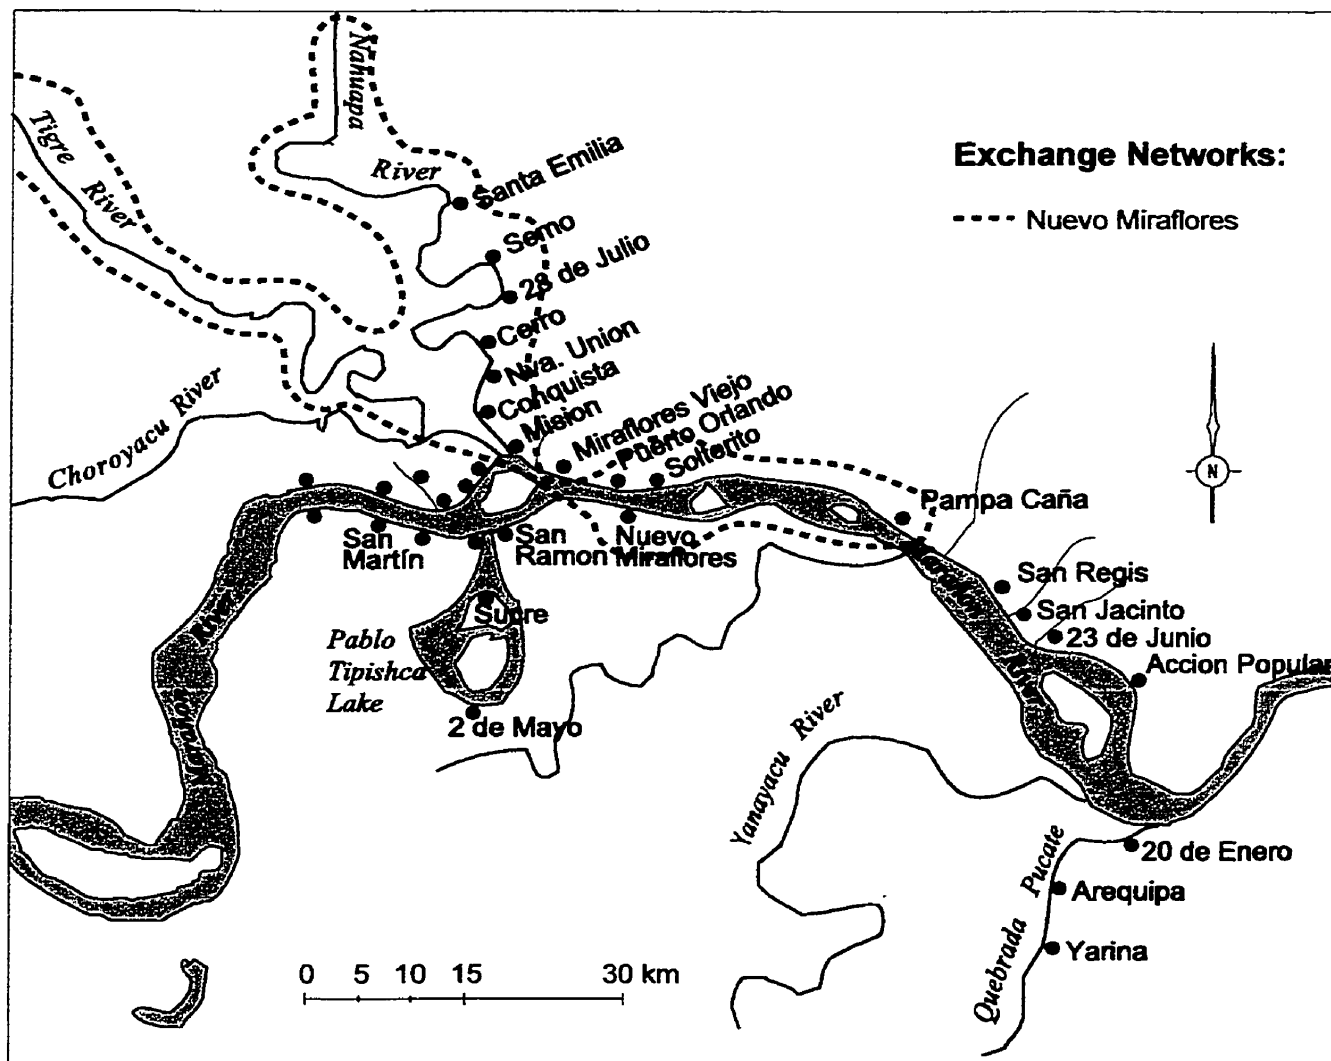 Nahuapa
River
Tigre
River
Santa Emilia
Serno
28 de Julio
Cerro
Nva. Union
Conquista
Mision
Miraflores Viejo
Puerto Orlando
Solterito
Exchange Networks:
Nuevo Miraflores
Choroyacu River
N
Pampa Caña
San
Martín
San
Ramon
Nuevo
Miraflores
Marañon
River
San Regis
San Jacinto
23 de Junio
Accion Popular
Sucre
Pablo
Tipishca
Lake
2 de Mayo
River
Marañon
Yanayacu River
Quebrada Pucate
20 de Enero
Arequipa
Yarina
0 5 10 15 30 km